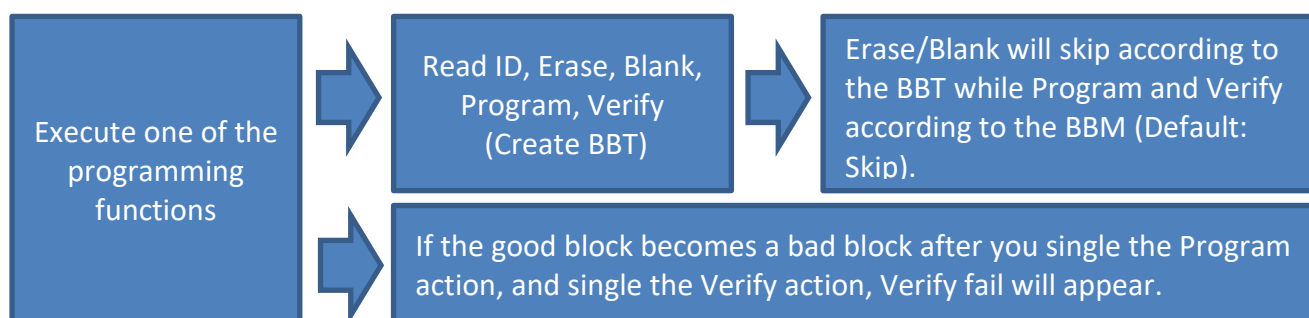 Execute one of the
programming
functions
Read ID, Erase, Blank,
Program, Verify
(Create BBT)
Erase/Blank will skip according to
the BBT while Program and Verify
according to the BBM (Default:
Skip).
If the good block becomes a bad block after you single the Program
action, and single the Verify action, Verify fail will appear.